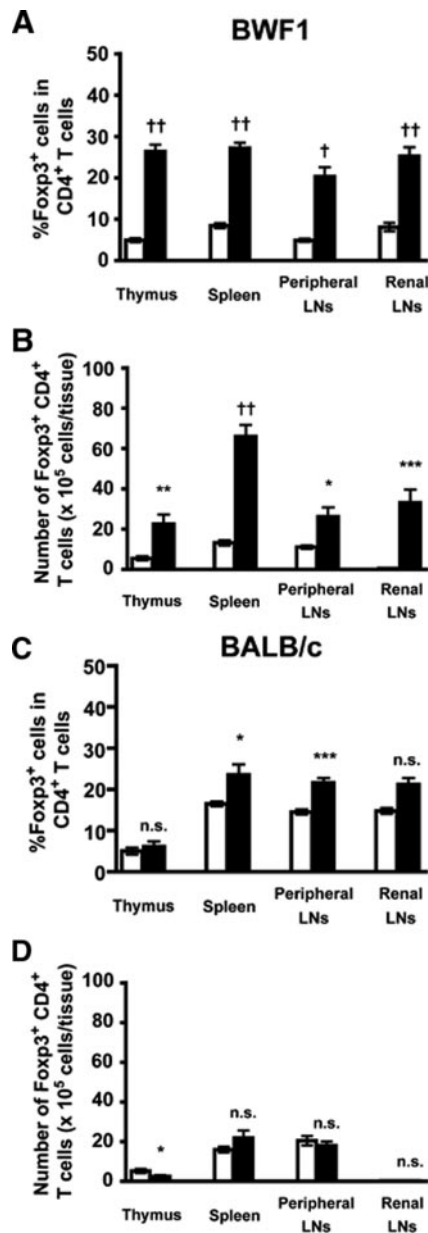 A
BWF1
%Foxp3⁺ cells in
CD4⁺ T cells
50
40
30
20
10
0
†† †† † ††
Thymus Spleen Peripheral LNs Renal LNs
B
Number of Foxp3⁺ CD4⁺
T cells (x 10⁵ cells/tissue)
100
80
60
40
20
0
** †† * ***
Thymus Spleen Peripheral LNs Renal LNs
C
BALB/c
%Foxp3⁺ cells in
CD4⁺ T cells
50
40
30
20
10
0
n.s. * *** n.s.
Thymus Spleen Peripheral LNs Renal LNs
D
Number of Foxp3⁺ CD4⁺
T cells (x 10⁵ cells/tissue)
100
80
60
40
20
0
* n.s. n.s. n.s.
Thymus Spleen Peripheral LNs Renal LNs